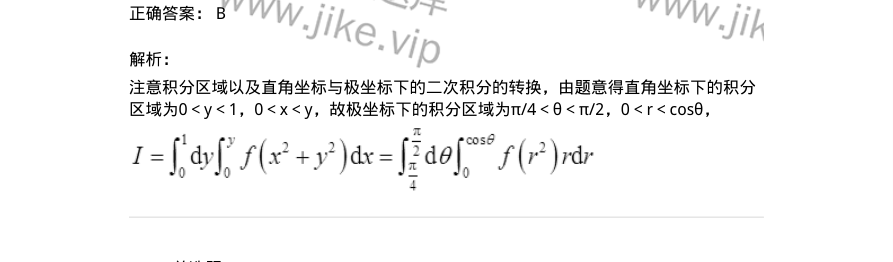 正确答案： B
www.jike.vip
www.jik
解析：
注意积分区域以及直角坐标与极坐标下的二次积分的转换，由题意得直角坐标下的积分
区域为0＜y＜1，0＜x＜y，故极坐标下的积分区域为π/4＜θ＜π/2，0＜r＜cosθ，
I = ∫₀¹ dy∫₀ʸ f(x² + y²)dx = ∫_{π/4}^{π/2} dθ∫₀^{cosθ} f(r²)rdr